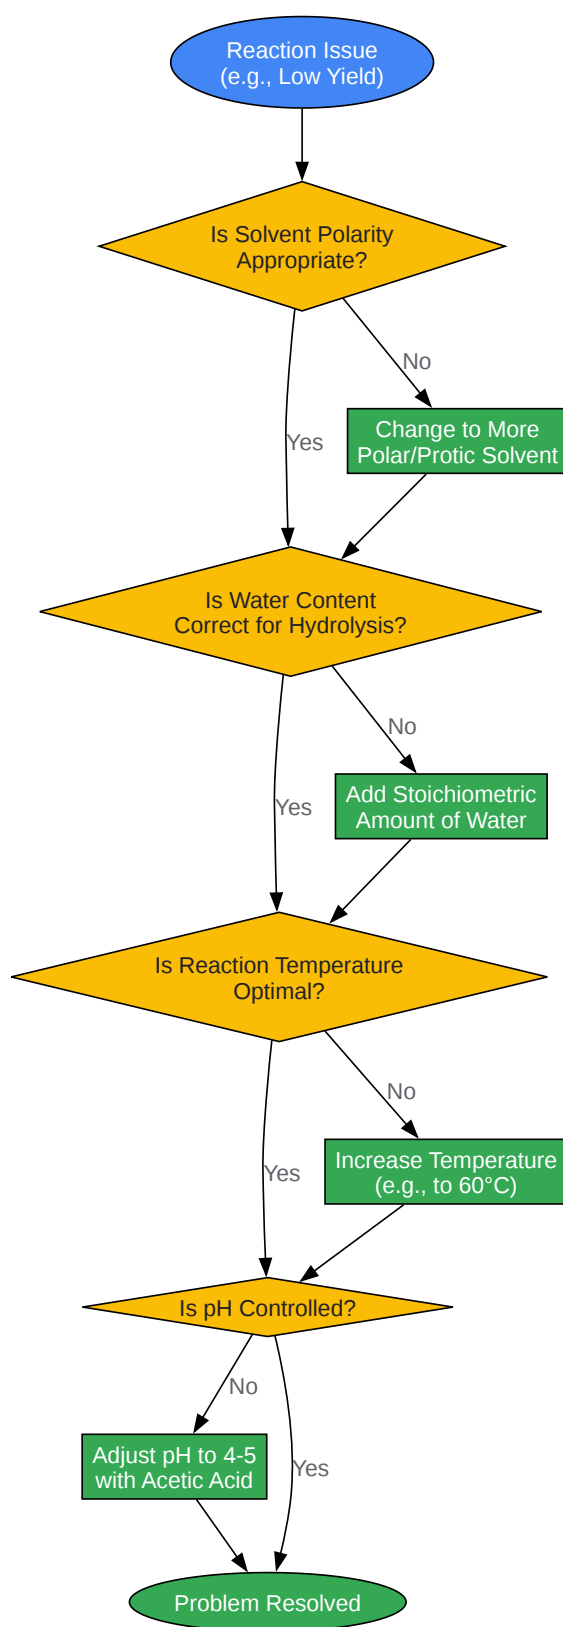 Reaction Issue
(e.g., Low Yield)
Is Solvent Polarity
Appropriate?
No
Change to More
Polar/Protic Solvent
Yes
Is Water Content
Correct for Hydrolysis?
No
Add Stoichiometric
Amount of Water
Yes
Is Reaction Temperature
Optimal?
No
Increase Temperature
(e.g., to 60°C)
Yes
Is pH Controlled?
No
Adjust pH to 4-5
with Acetic Acid
Yes
Problem Resolved